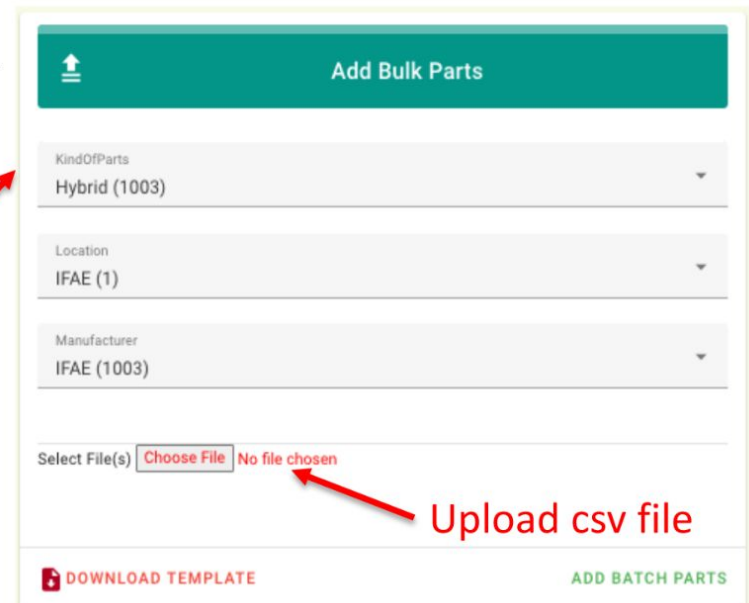 Add Bulk Parts
KindOfParts
Hybrid (1003)
Location
IFAE (1)
Manufacturer
IFAE (1003)
Select File(s) Choose File No file chosen
Upload csv file
DOWNLOAD TEMPLATE ADD BATCH PARTS